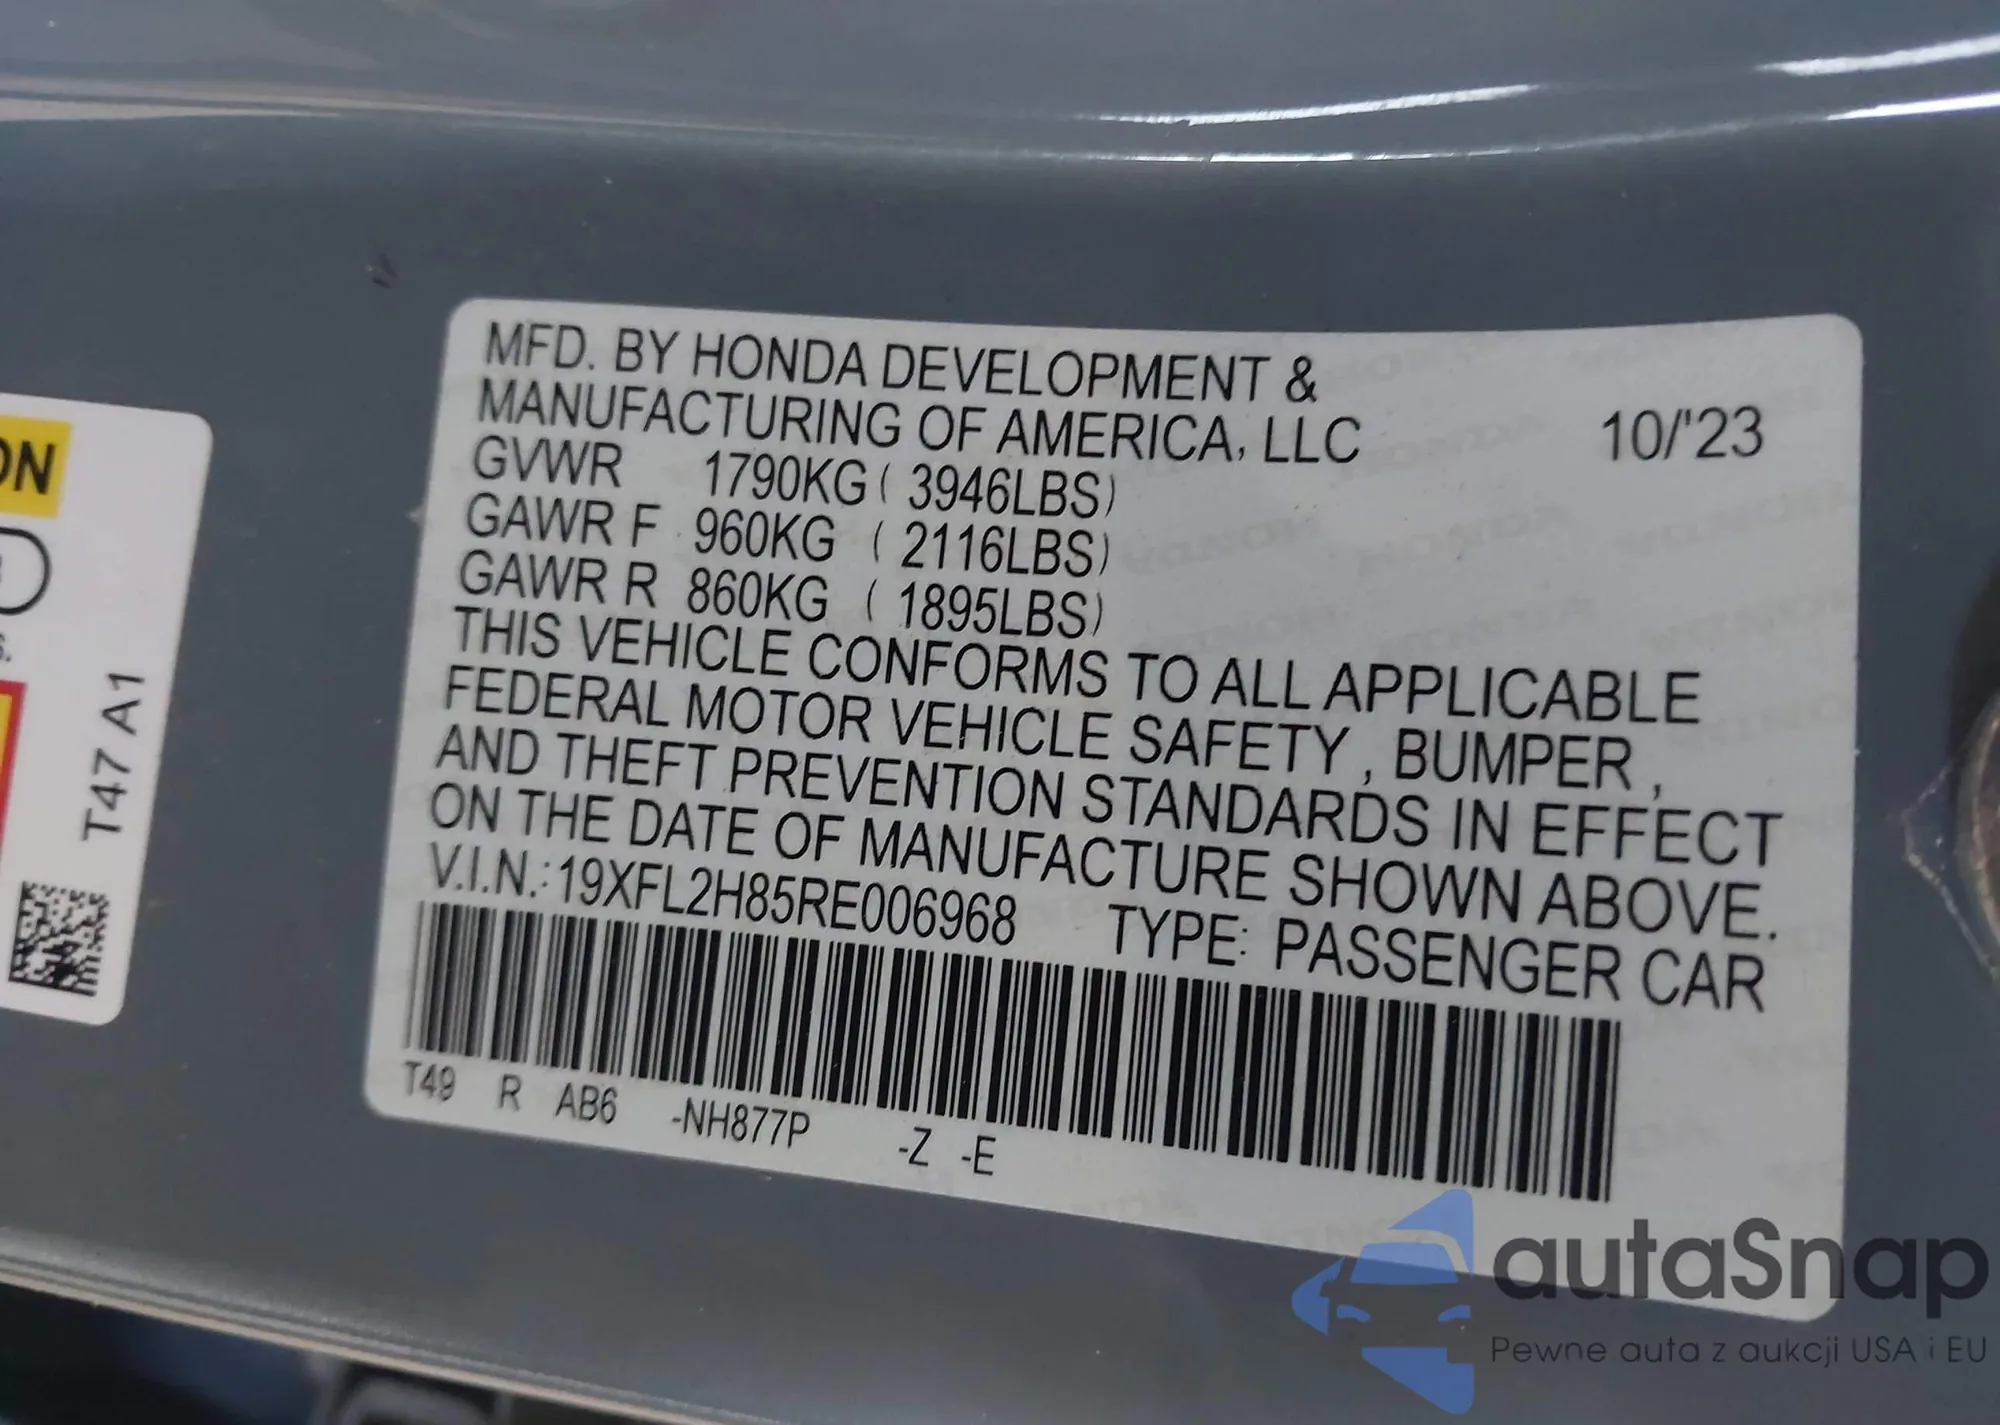 MFD. BY HONDA DEVELOPMENT &
MANUFACTURING OF AMERICA, LLC 10/'23
GVWR 1790KG ( 3946LBS)
GAWR F 960KG ( 2116LBS)
GAWR R 860KG ( 1895LBS)
THIS VEHICLE CONFORMS TO ALL APPLICABLE
FEDERAL MOTOR VEHICLE SAFETY , BUMPER ,
AND THEFT PREVENTION STANDARDS IN EFFECT
ON THE DATE OF MANUFACTURE SHOWN ABOVE.
V.I.N.: 19XFL2H85RE006968 TYPE: PASSENGER CAR
T49 R AB6 -NH877P -Z -E
T47 A1
autoSnap
Pewne auta z aukcji USA i EU